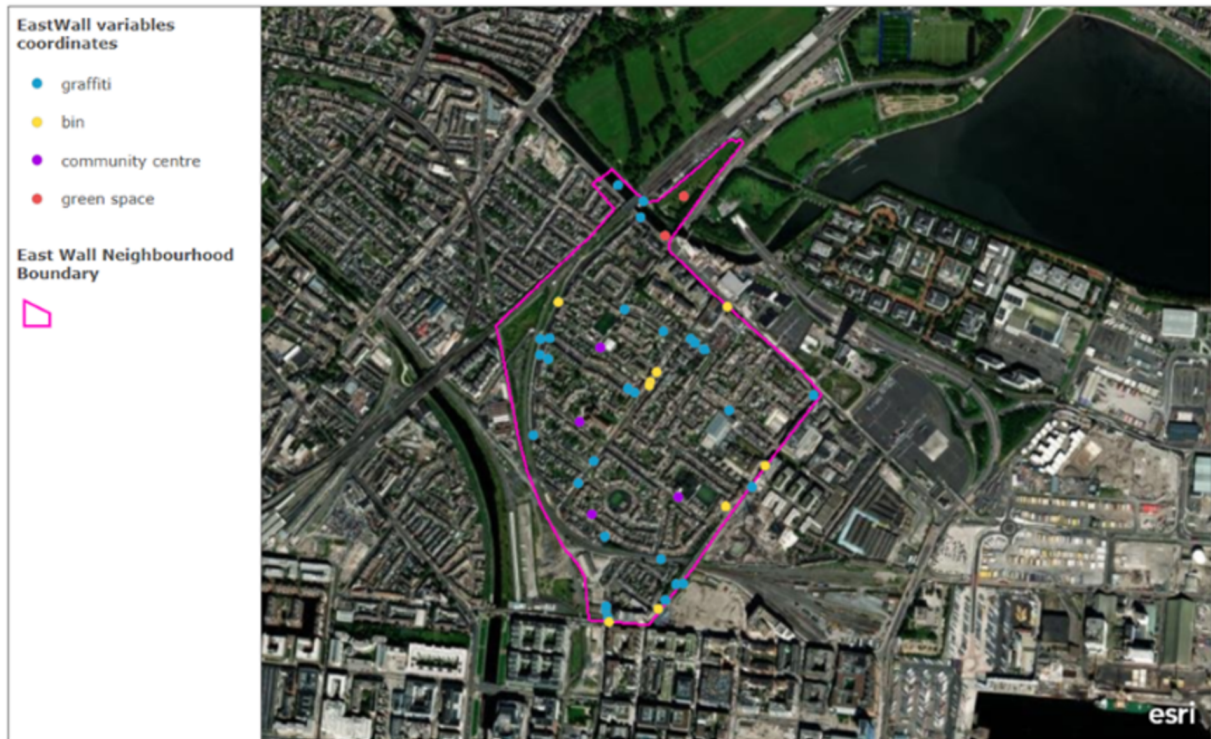 EastWall variables
coordinates
graffiti
bin
community centre
green space
East Wall Neighbourhood
Boundary
esri